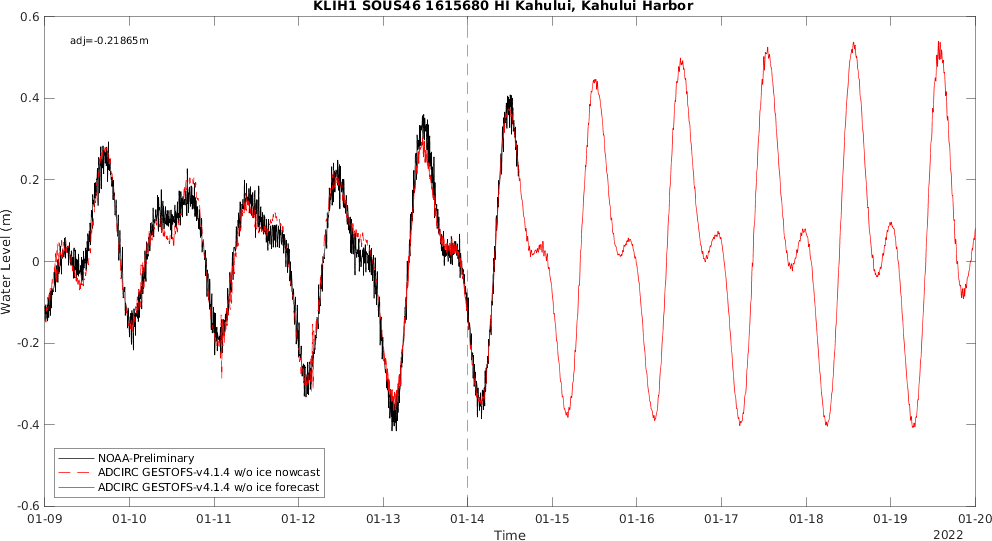 KLIH1 SOUS46 1615680 HI Kahului, Kahului Harbor
adj=-0.21865m
0.6
0.4
0.2
0
-0.2
-0.4
-0.6
Water Level (m)
NOAA-Preliminary
ADCIRC GESTOFS-v4.1.4 w/o ice nowcast
ADCIRC GESTOFS-v4.1.4 w/o ice forecast
01-09 01-10 01-11 01-12 01-13 01-14 01-15 01-16 01-17 01-18 01-19 01-20
Time
2022